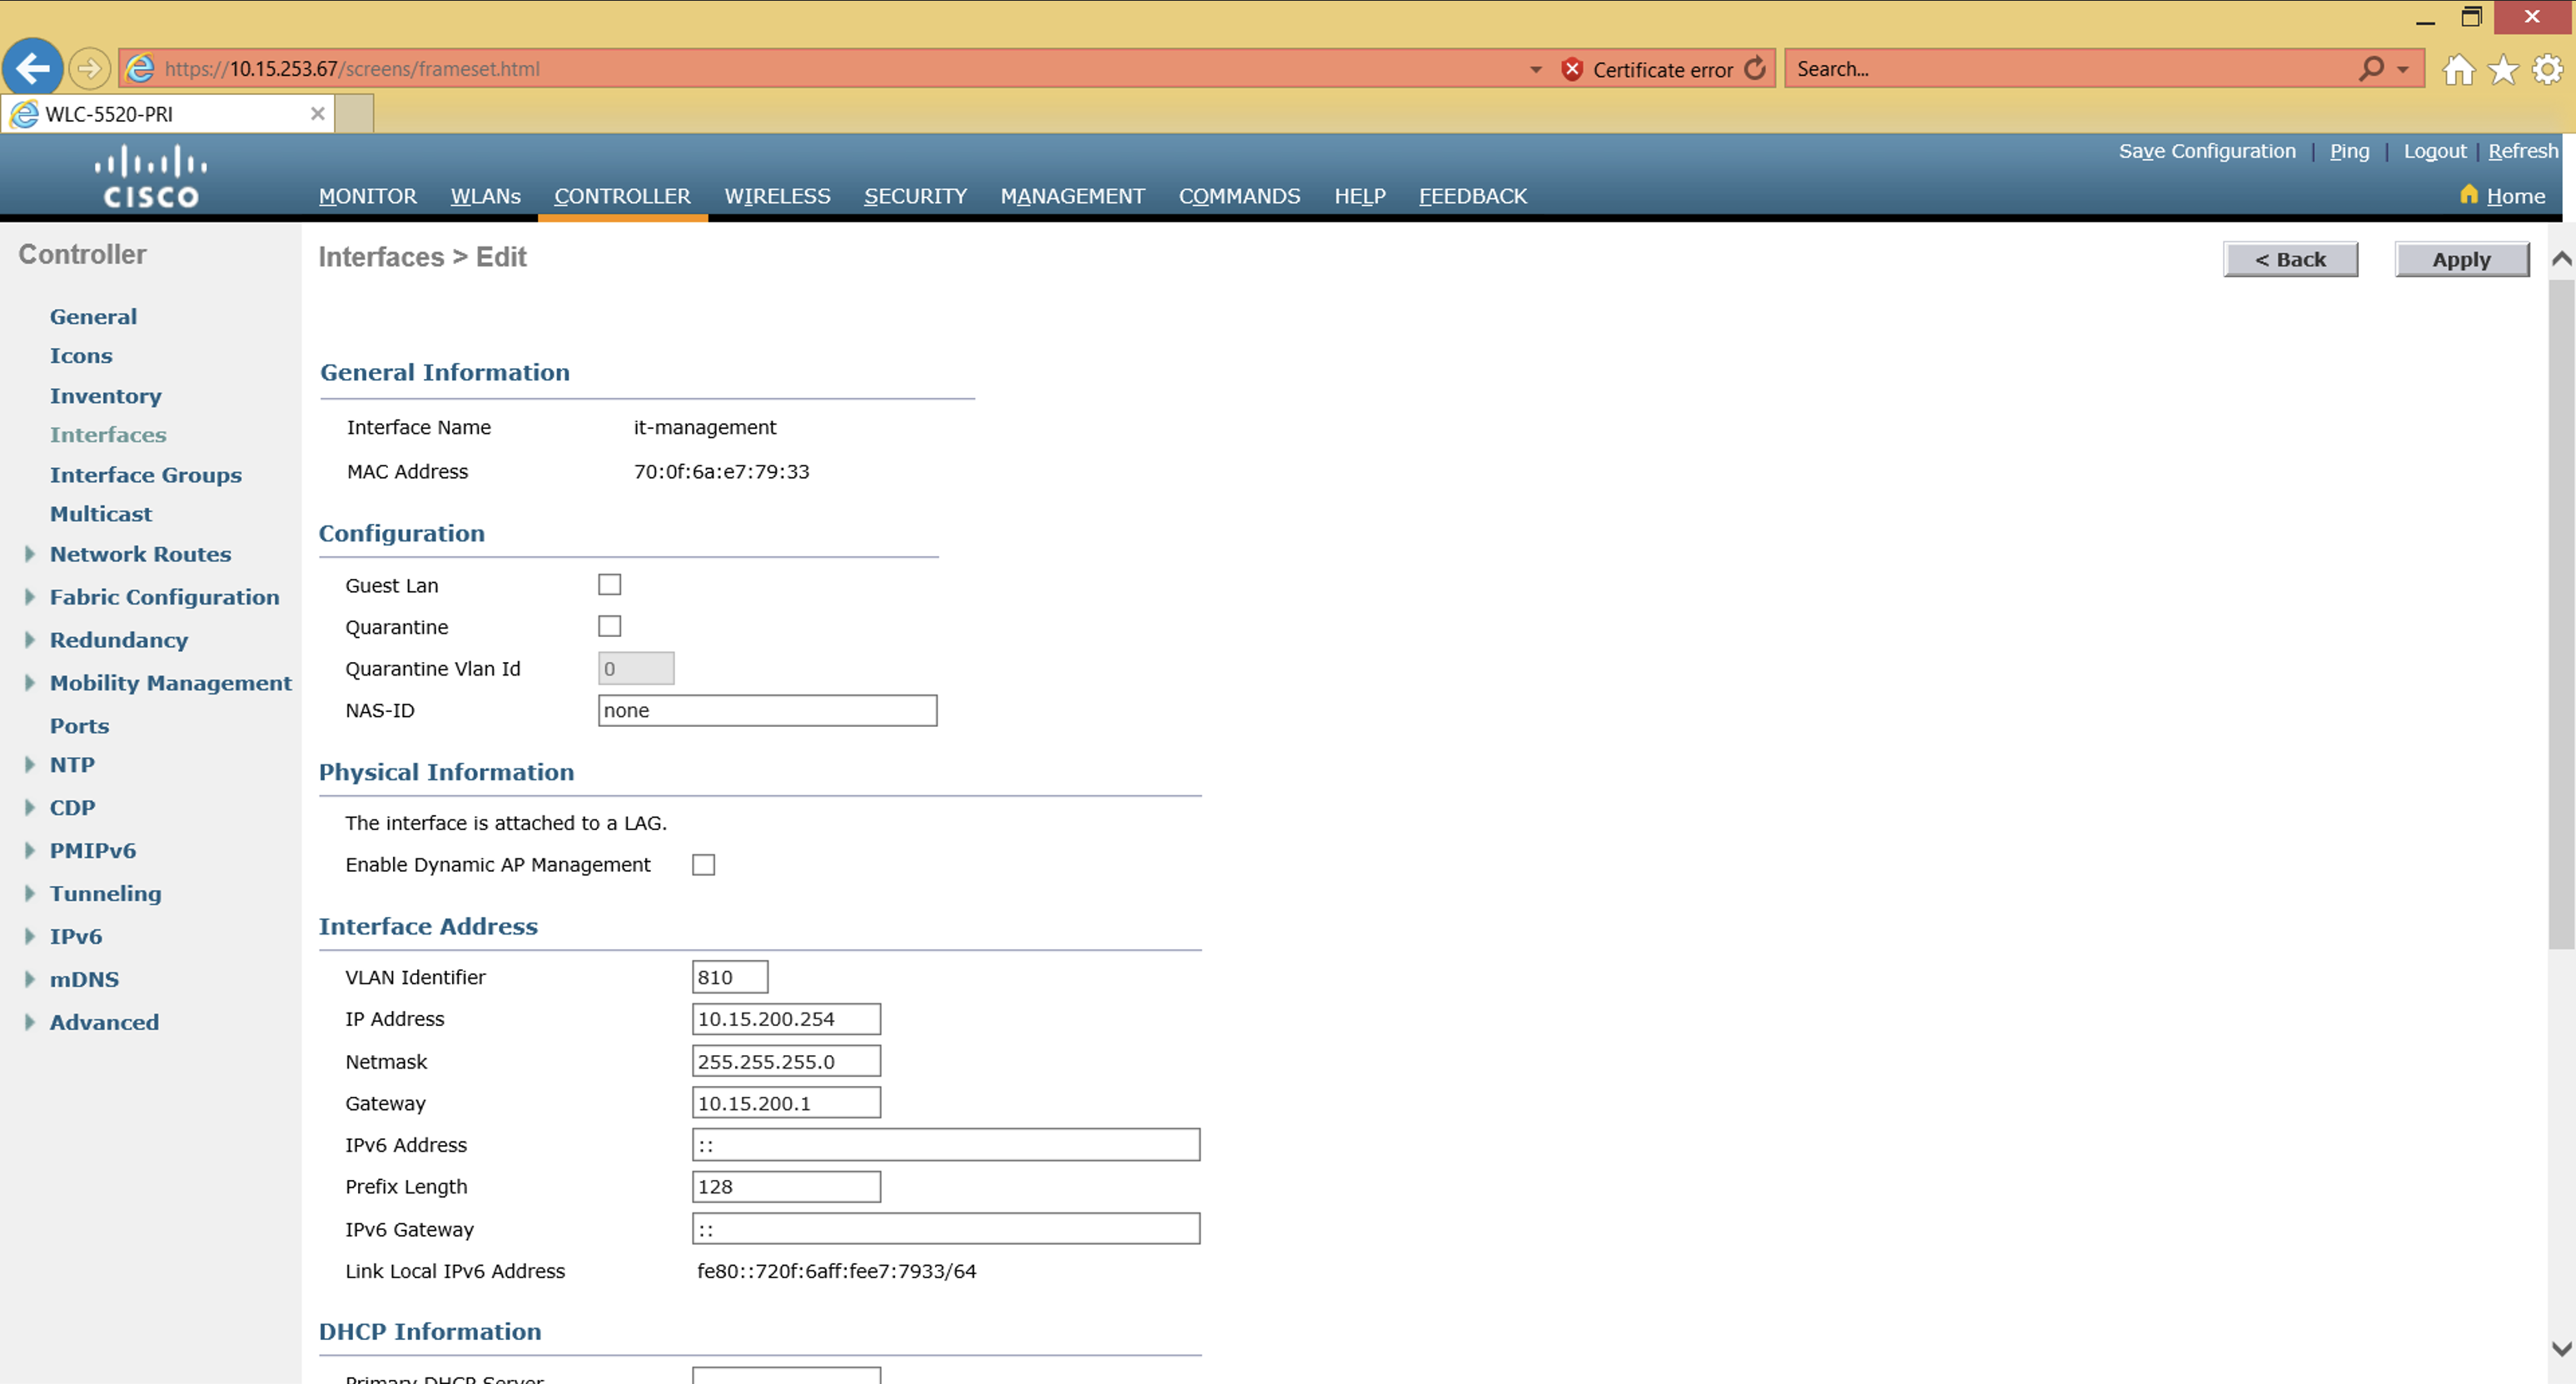 https://10.15.253.67/screens/frameset.html
Certificate error
Search...
WLC-5520-PRI
Save Configuration | Ping | Logout | Refresh
CISCO
MONITOR WLANs CONTROLLER WIRELESS SECURITY MANAGEMENT COMMANDS HELP FEEDBACK
Home
Controller
General
Icons
Inventory
Interfaces
Interface Groups
Multicast
Network Routes
Fabric Configuration
Redundancy
Mobility Management
Ports
NTP
CDP
PMIPv6
Tunneling
IPv6
mDNS
Advanced
Interfaces > Edit
< Back
Apply
General Information
Interface Name it-management
MAC Address 70:0f:6a:e7:79:33
Configuration
Guest Lan
Quarantine
Quarantine Vlan Id 0
NAS-ID none
Physical Information
The interface is attached to a LAG.
Enable Dynamic AP Management
Interface Address
VLAN Identifier 810
IP Address 10.15.200.254
Netmask 255.255.255.0
Gateway 10.15.200.1
IPv6 Address ::
Prefix Length 128
IPv6 Gateway ::
Link Local IPv6 Address fe80::720f:6aff:fee7:7933/64
DHCP Information
Primary DHCP Server